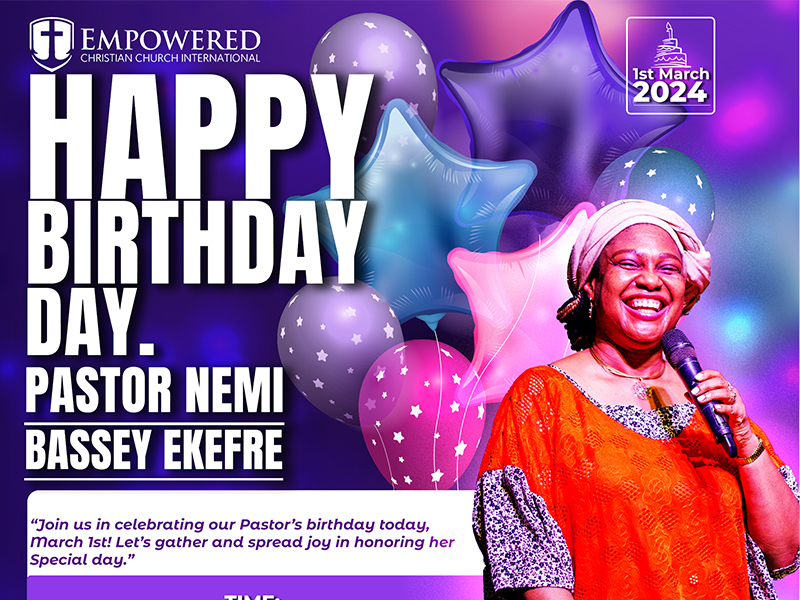 EMPOWERED
CHRISTIAN CHURCH INTERNATIONAL
1st March
2024
HAPPY
BIRTHDAY
DAY.
PASTOR NEMI
BASSEY EKEFRE
“Join us in celebrating our Pastor’s birthday today,
March 1st! Let’s gather and spread joy in honoring her
Special day.”
TIME: